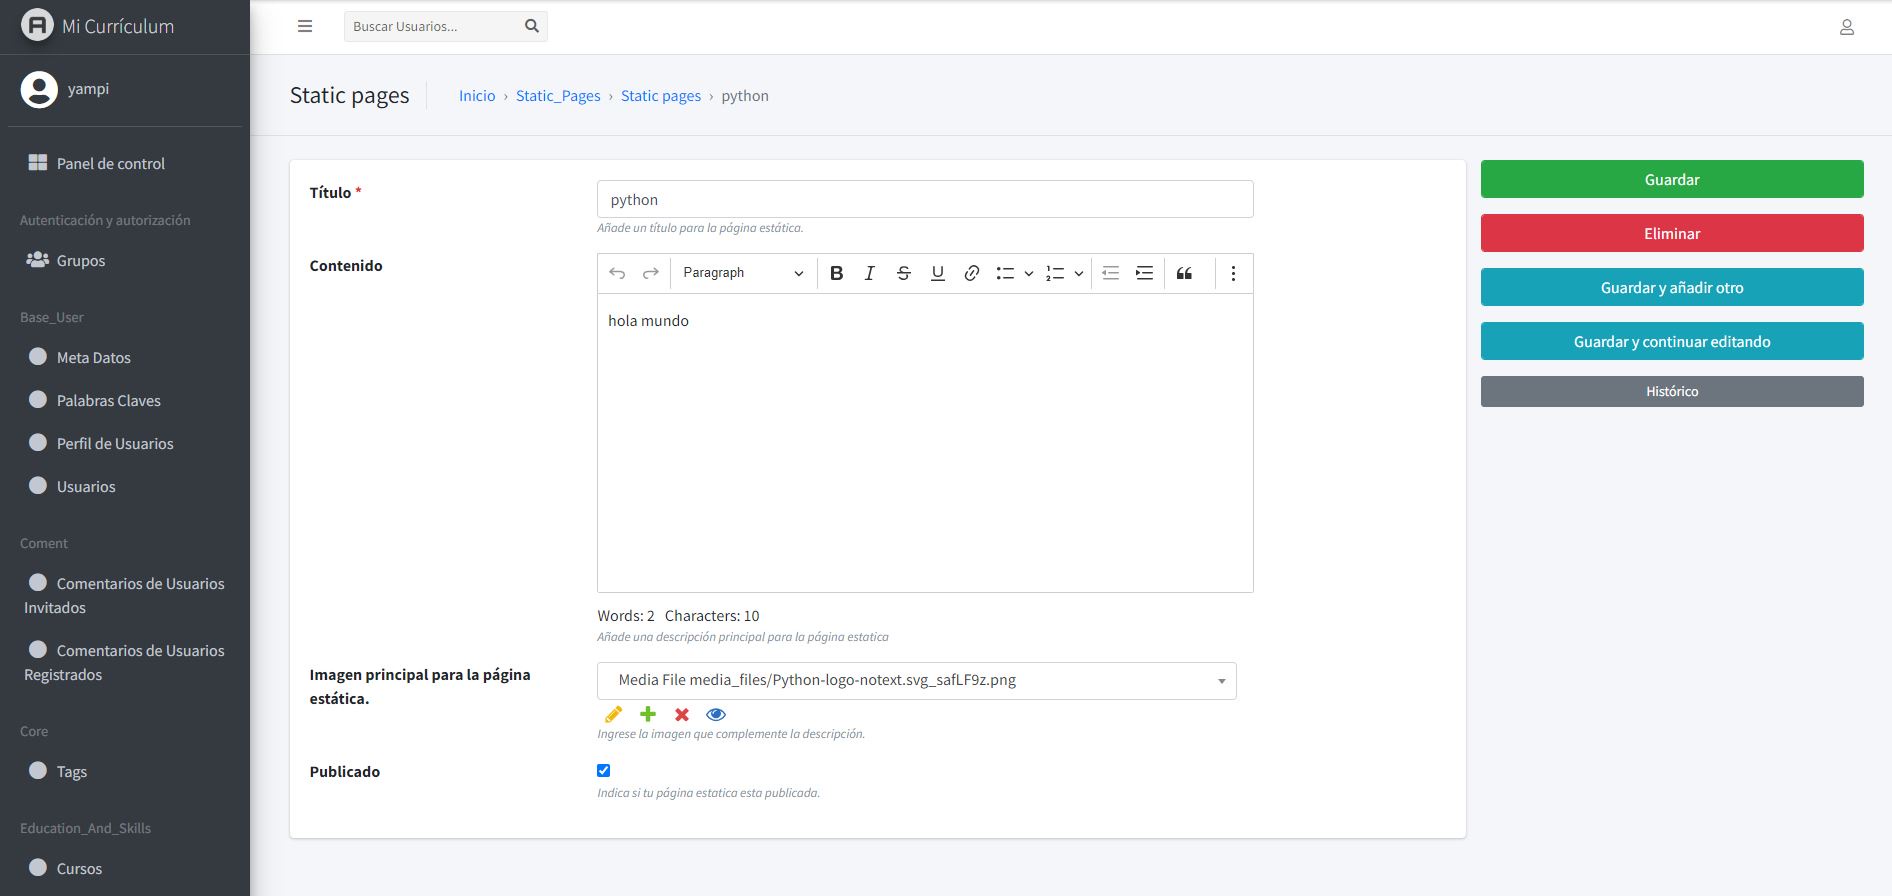 Mi Currículum
Buscar Usuarios...
yampi
Static pages
Inicio › Static_Pages › Static pages › python
Panel de control
Autenticación y autorización
Grupos
Base_User
Meta Datos
Palabras Claves
Perfil de Usuarios
Usuarios
Coment
Comentarios de Usuarios
Invitados
Comentarios de Usuarios
Registrados
Core
Tags
Education_And_Skills
Cursos
Título *
python
Añade un título para la página estática.
Contenido
Paragraph
hola mundo
Words: 2 Characters: 10
Añade una descripción principal para la página estatica
Imagen principal para la página
estática.
Media File media_files/Python-logo-notext.svg_safLF9z.png
Ingrese la imagen que complemente la descripción.
Publicado
Indica si tu página estatica esta publicada.
Guardar
Eliminar
Guardar y añadir otro
Guardar y continuar editando
Histórico